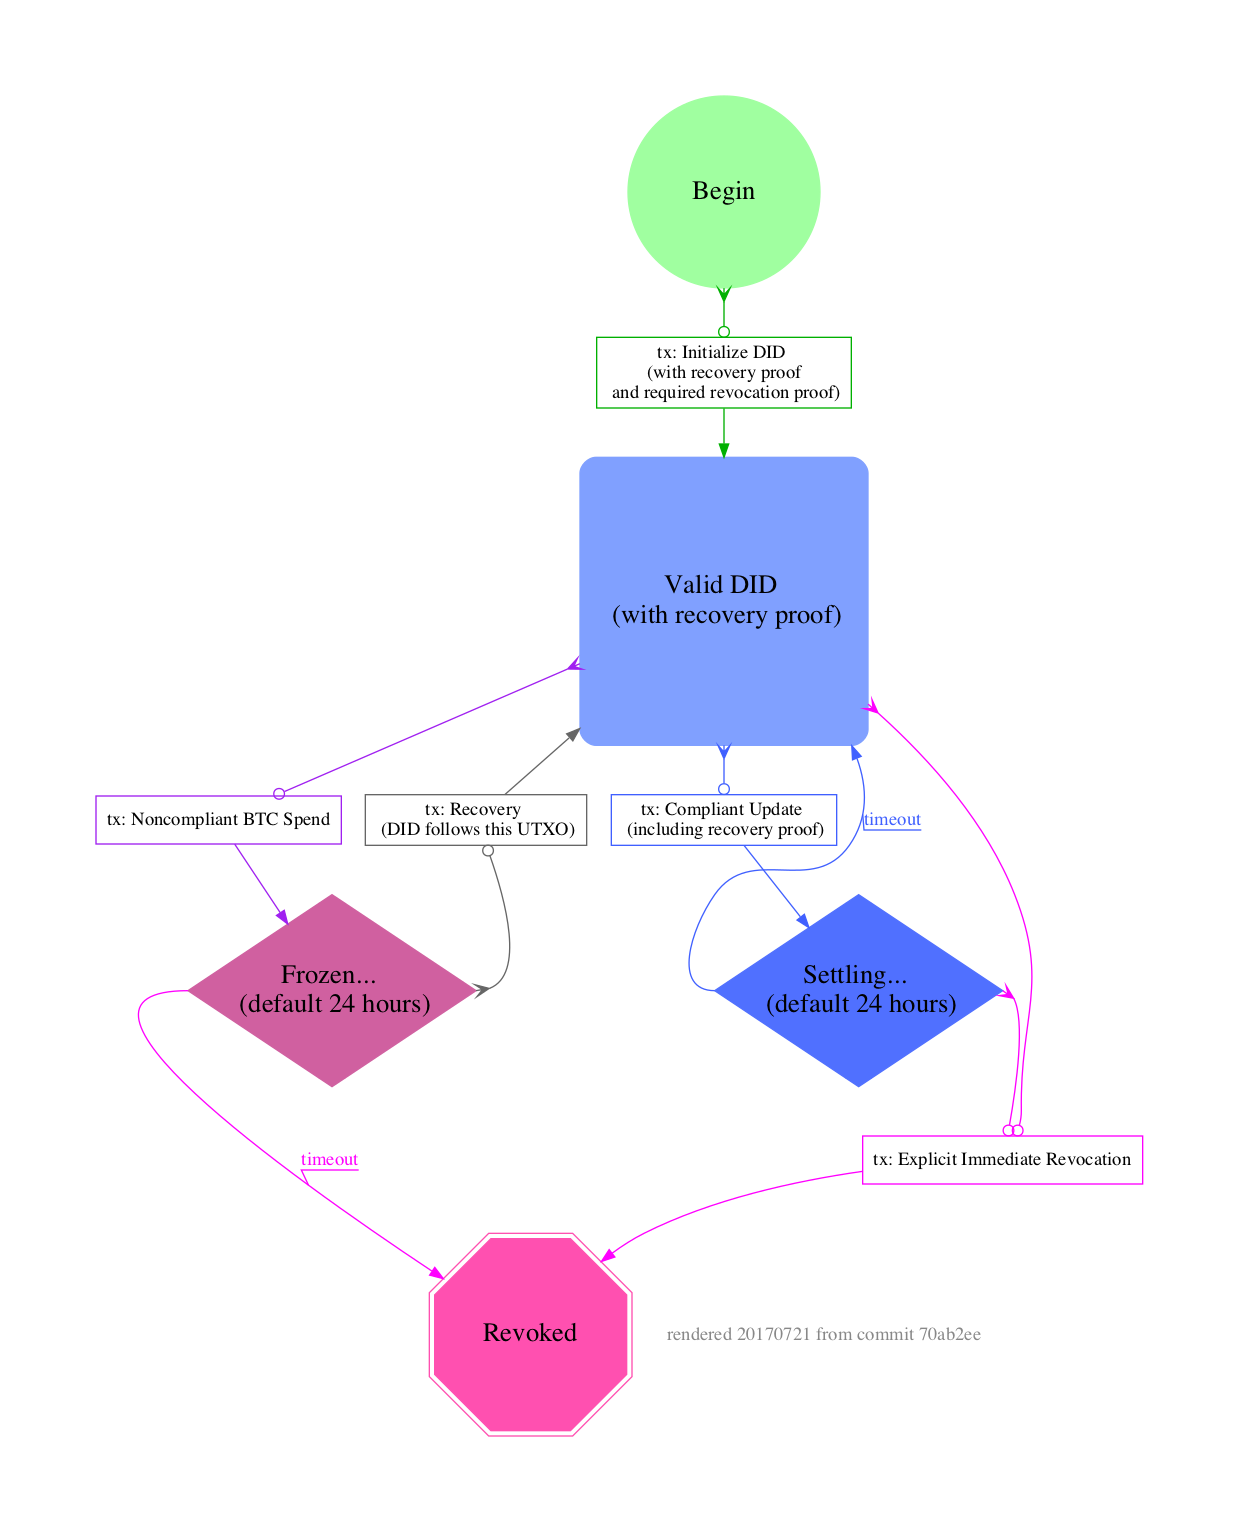 Begin
tx: Initialize DID
(with recovery proof
and required revocation proof)
Valid DID
(with recovery proof)
tx: Noncompliant BTC Spend
tx: Recovery
(DID follows this UTXO)
tx: Compliant Update
(including recovery proof)
timeout
Frozen...
(default 24 hours)
Settling...
(default 24 hours)
timeout
tx: Explicit Immediate Revocation
Revoked
rendered 20170721 from commit 70ab2ee